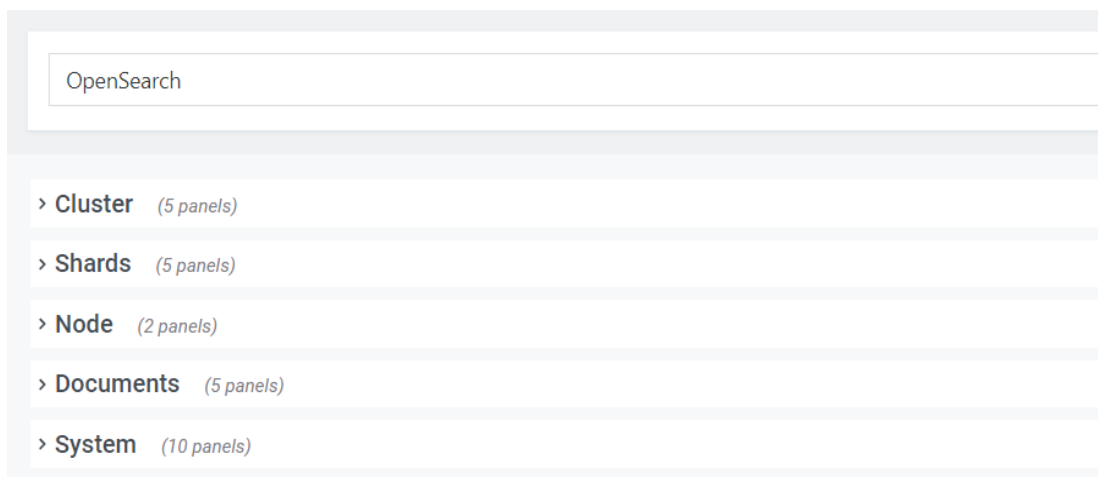 OpenSearch
Cluster (5 panels)
Shards (5 panels)
Node (2 panels)
Documents (5 panels)
System (10 panels)